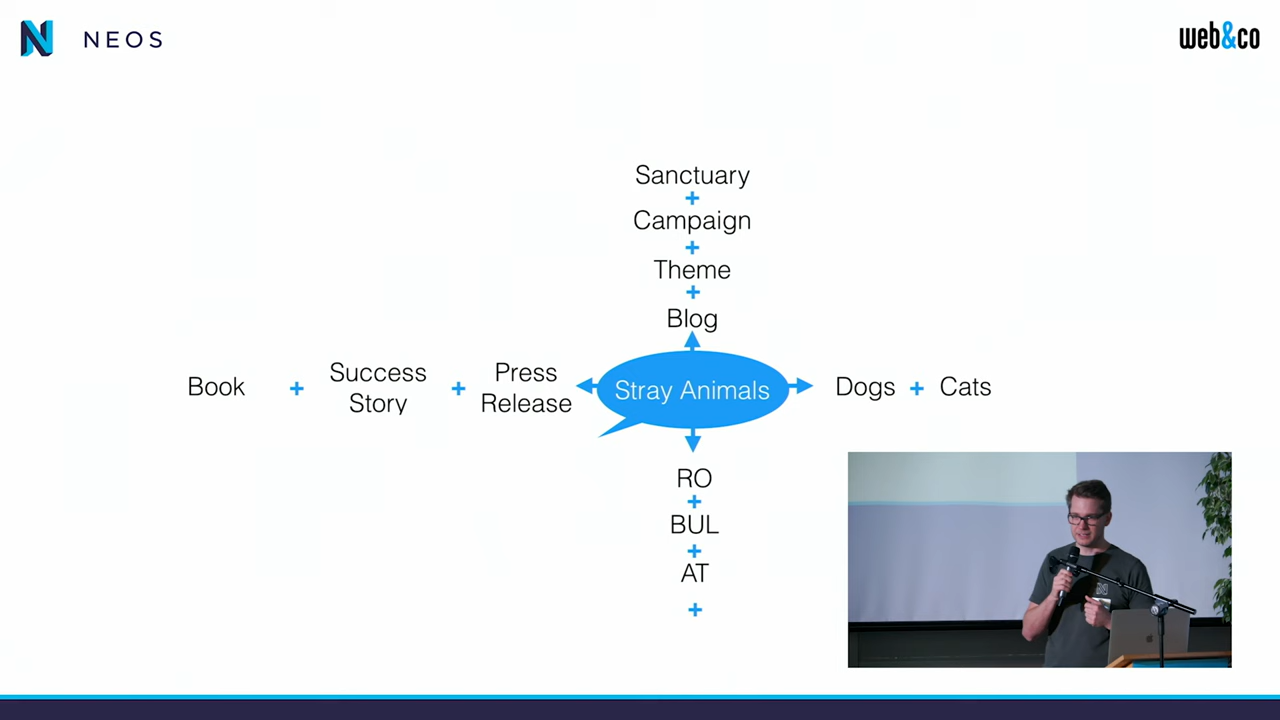 NEOS
web&co
Sanctuary
+
Campaign
+
Theme
+
Blog
Book + Success Story + Press Release
Stray Animals
Dogs + Cats
RO
+
BUL
+
AT
+